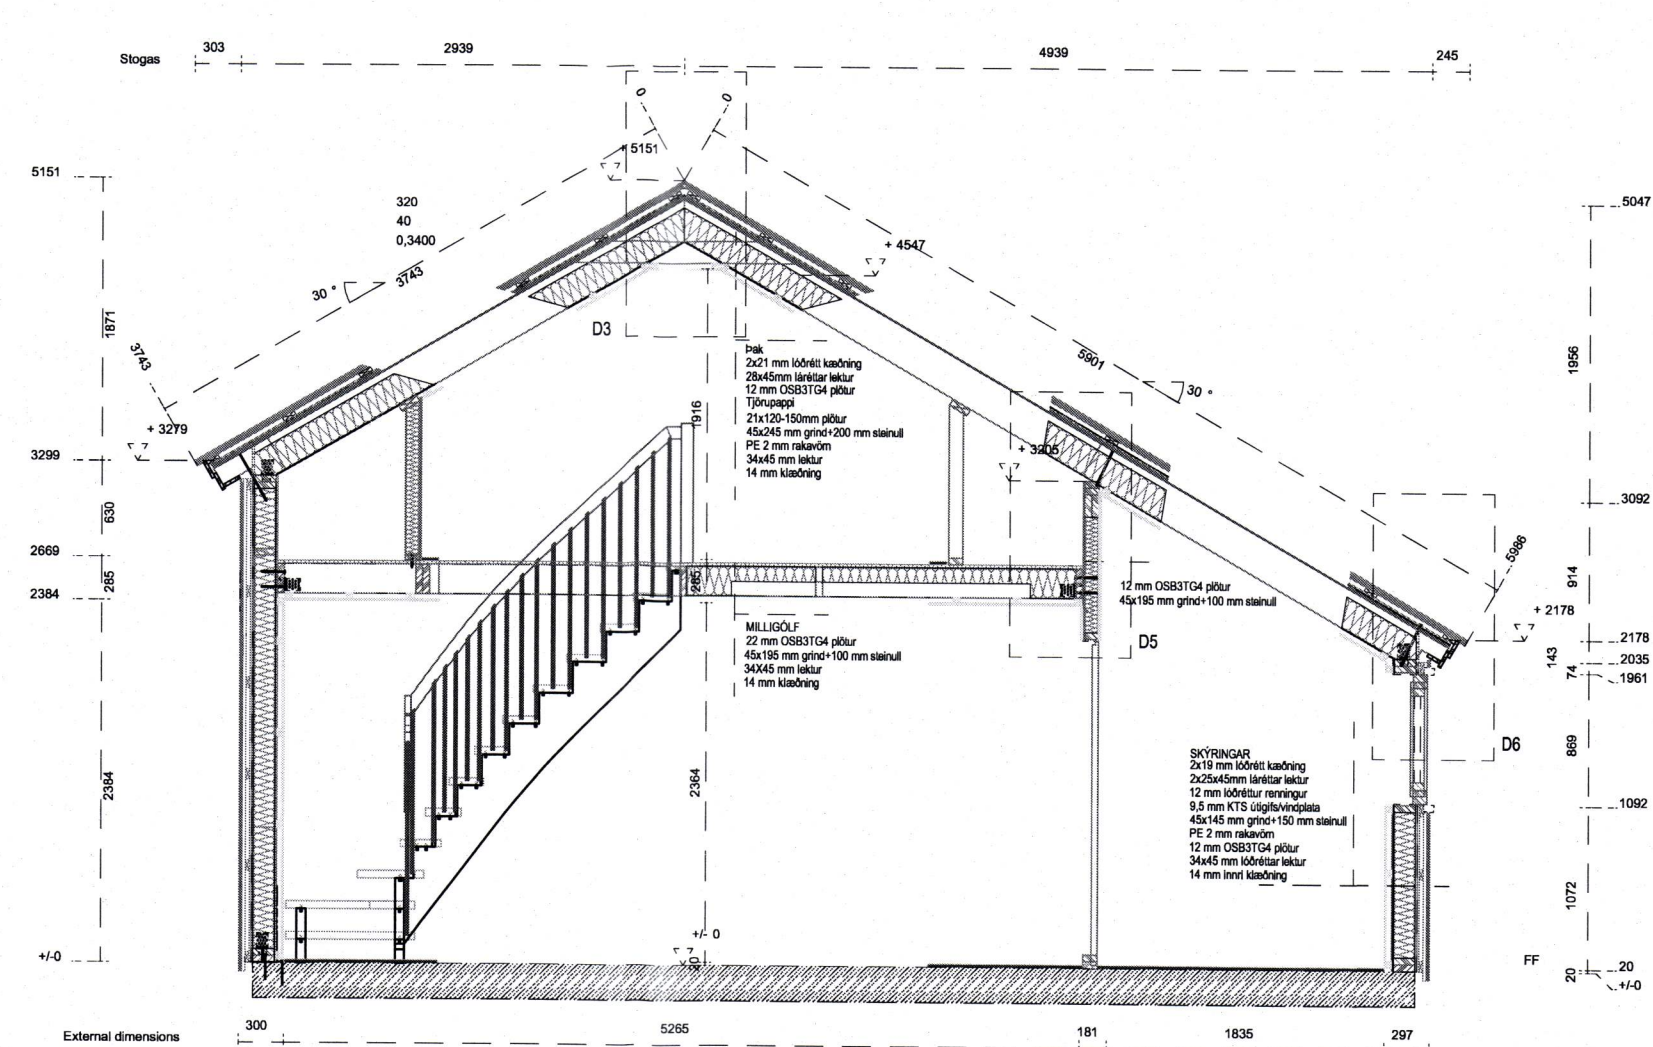 Stogas
303
2939
4939
245
0
0
+ 5151
5151
320
40
0,3400
3743
30 °
1871
3743
+ 3279
3299
630
2669
285
2384
2384
+/-0
+ 4547
D3
Þak
2x21 mm lóðrétt kæðning
28x45mm láréttar lektur
12 mm OSB3TG4 plötur
Tjörupappi
21x120-150mm plötur
45x245 mm grind+200 mm steinull
PE 2 mm rakavörn
34x45 mm lektur
14 mm klæðning
1916
285
2364
+/- 0
20
MILLIGÓLF
22 mm OSB3TG4 plötur
45x195 mm grind+100 mm steinull
34X45 mm lektur
14 mm klæðning
5901
30 °
+ 3205
12 mm OSB3TG4 plötur
45x195 mm grind+100 mm steinull
D5
5986
+ 2178
D6
SKÝRINGAR
2x19 mm lóðrétt kæðning
2x25x45mm láréttar lektur
12 mm lóðréttur renningur
9,5 mm KTS útigifs/vindplata
45x145 mm grind+150 mm steinull
PE 2 mm rakavörn
12 mm OSB3TG4 plötur
34x45 mm lóðréttar lektur
14 mm innri klæðning
5047
1956
3092
914
2178
143
2035
74
1961
869
1092
1072
FF
20
20
+/-0
External dimensions
300
5265
181
1835
297